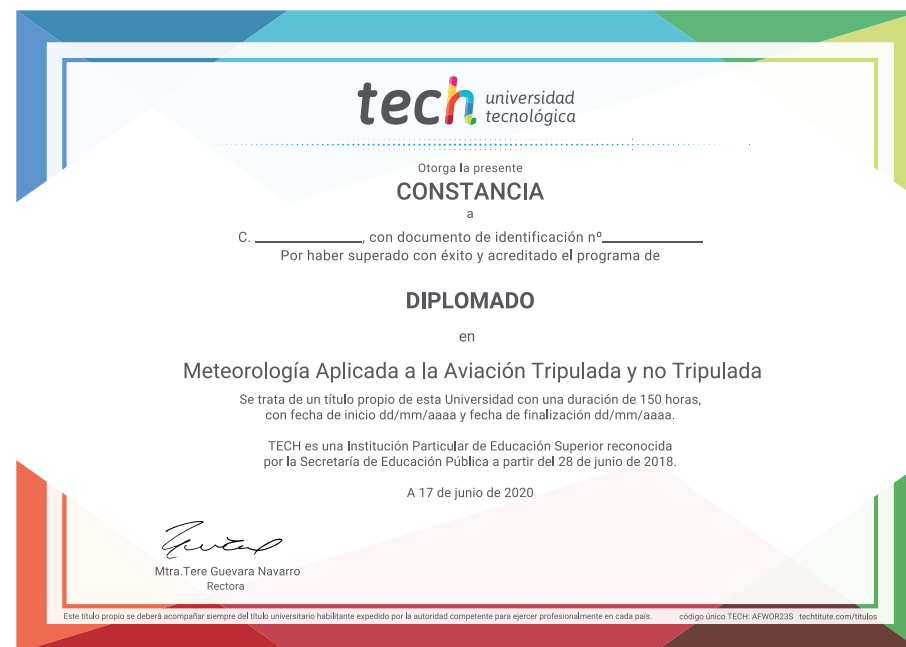 tech universidad
tecnológica
Otorga la presente
CONSTANCIA
a
C. ____________, con documento de identificación nº____________
Por haber superado con éxito y acreditado el programa de
DIPLOMADO
en
Meteorología Aplicada a la Aviación Tripulada y no Tripulada
Se trata de un título propio de esta Universidad con una duración de 150 horas,
con fecha de inicio dd/mm/aaaa y fecha de finalización dd/mm/aaaa.
TECH es una Institución Particular de Educación Superior reconocida
por la Secretaría de Educación Pública a partir del 28 de junio de 2018.
A 17 de junio de 2020
Mtra.Tere Guevara Navarro
Rectora
Este título propio se deberá acompañar siempre del título universitario habilitante expedido por la autoridad competente para ejercer profesionalmente en cada país. código único TECH: AFWOR23S techtitute.com/titulos